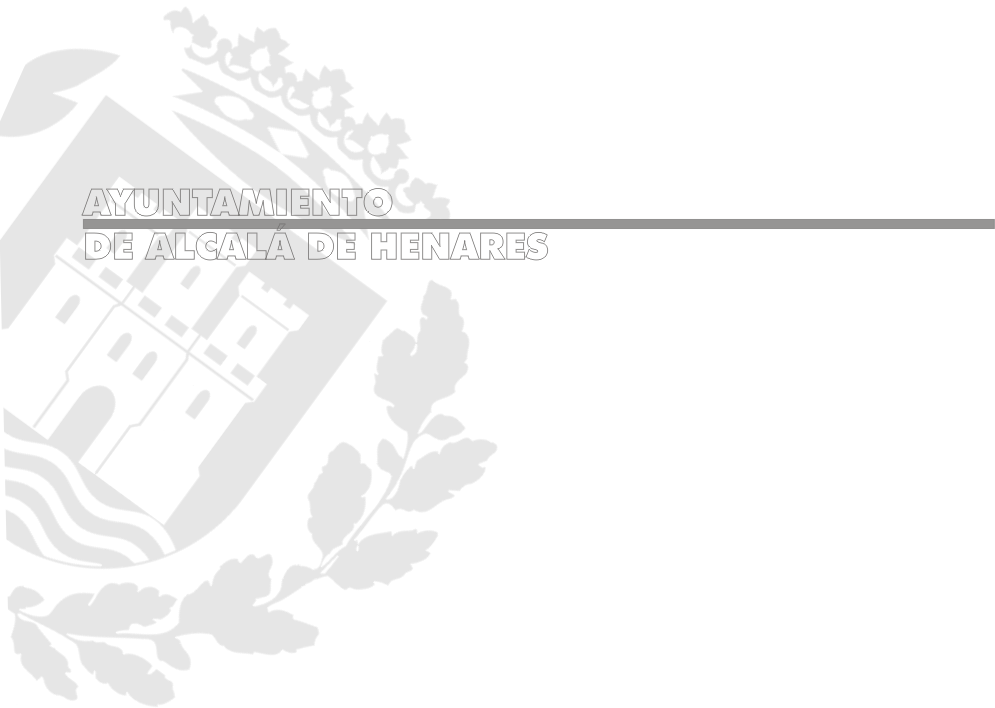 AYUNTAMIENTO
DE ALCALÁ DE HENARES